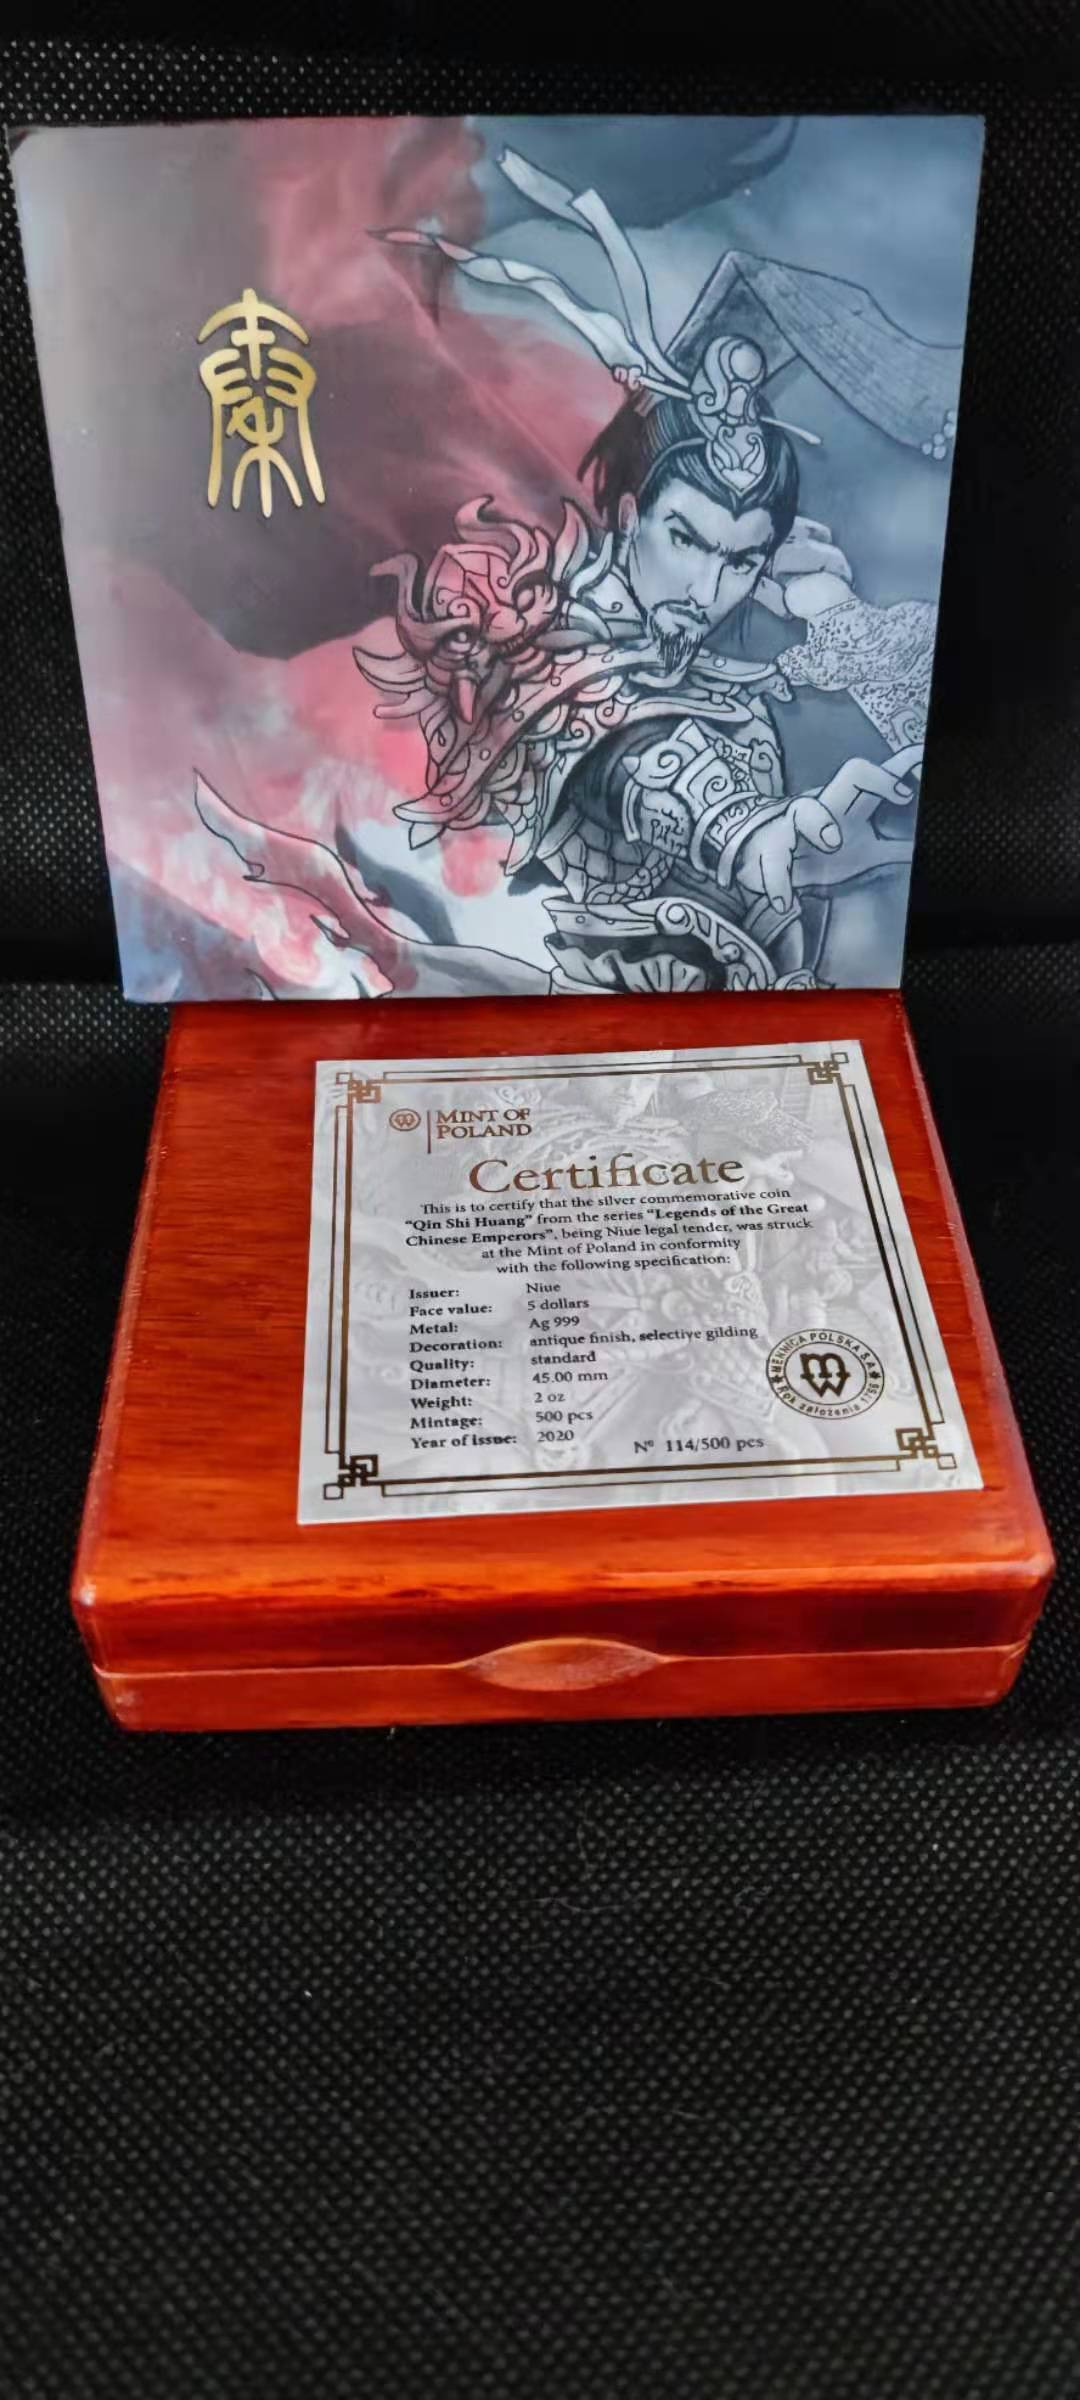 秦
MINT OF
POLAND
Certificate
This is to certify that the silver commemorative coin
“Qin Shi Huang” from the series “Legends of the Great
Chinese Emperors”, being Niue legal tender, was struck
at the Mint of Poland in conformity
with the following specification:
Issuer: Niue
Face value: 5 dollars
Metal: Ag 999
Decoration: antique finish, selective gilding
Quality: standard
Diameter: 45.00 mm
Weight: 2 oz
Mintage: 500 pcs
Year of issue: 2020
Nº 114/500 pcs
MENNICA POLSKA S.A.
Rok założenia 1766